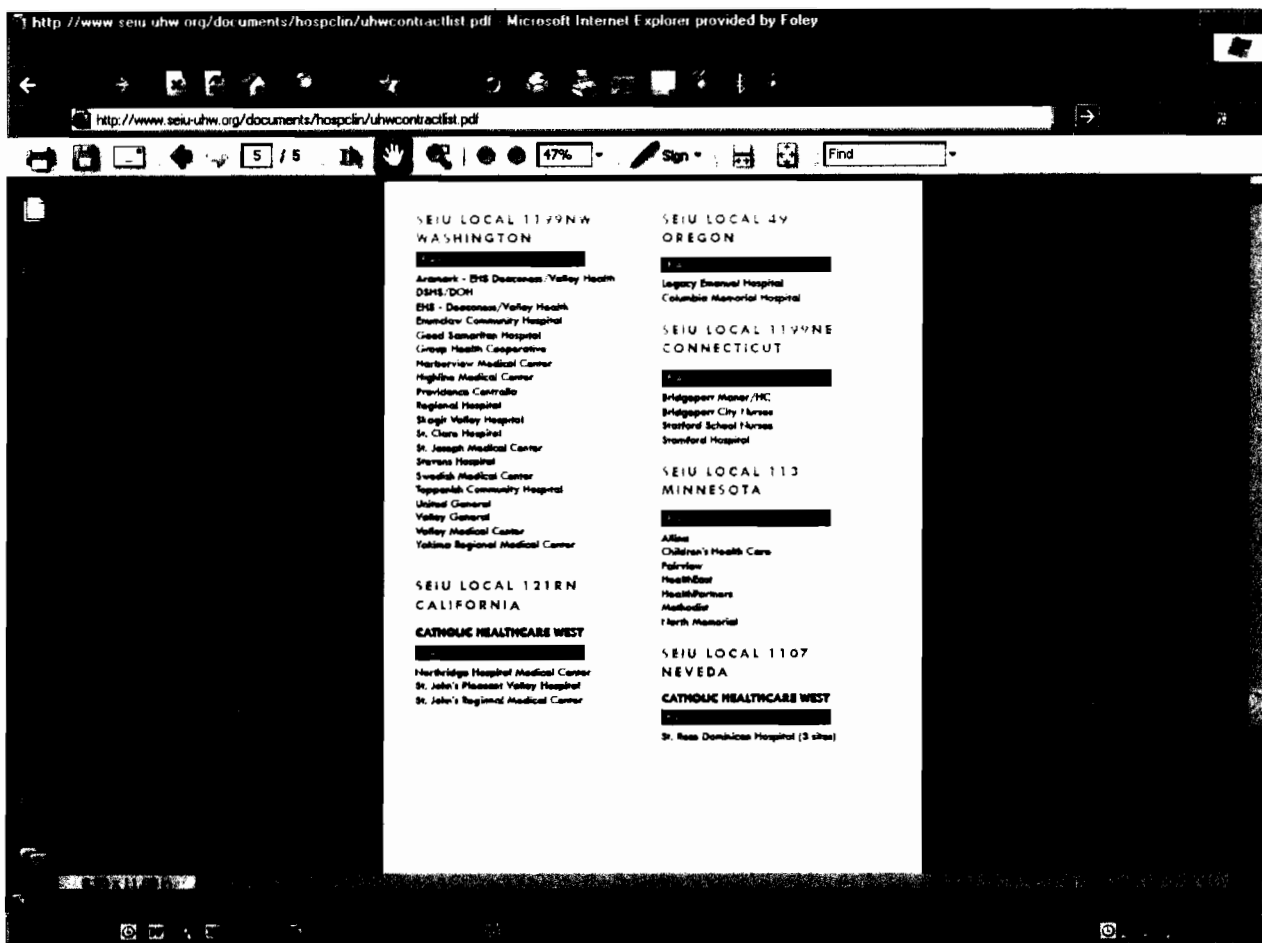 http //www seiu uhw org/documents/hospclin/uhwcontractlist pdf Microsoft Internet Explorer provided by Foley
http://www.seiu-uhw.org/documents/hospclin/uhwcontractlist.pdf
5 / 5 47% Sign Find
SEIU LOCAL 1199NW
WASHINGTON
Aramark - EHS Deaconess/Valley Health
DSHS/DOH
EHS - Deaconess/Valley Health
Enumclaw Community Hospital
Good Samaritan Hospital
Group Health Cooperative
Harborview Medical Center
Highline Medical Center
Providence Centralia
Regional Hospital
Skagit Valley Hospital
St. Clare Hospital
St. Joseph Medical Center
Stevens Hospital
Swedish Medical Center
Toppenish Community Hospital
United General
Valley General
Valley Medical Center
Yakima Regional Medical Center
SEIU LOCAL 121RN
CALIFORNIA
CATHOLIC HEALTHCARE WEST
Northridge Hospital Medical Center
St. John's Pleasant Valley Hospital
St. John's Regional Medical Center
SEIU LOCAL 49
OREGON
Legacy Emanuel Hospital
Columbia Memorial Hospital
SEIU LOCAL 1199NE
CONNECTICUT
Bridgeport Manor/HC
Bridgeport City Nurses
Stratford School Nurses
Stamford Hospital
SEIU LOCAL 113
MINNESOTA
Allina
Children's Health Care
Fairview
HealthEast
HealthPartners
Methodist
North Memorial
SEIU LOCAL 1107
NEVEDA
CATHOLIC HEALTHCARE WEST
St. Rose Dominican Hospital (3 sites)